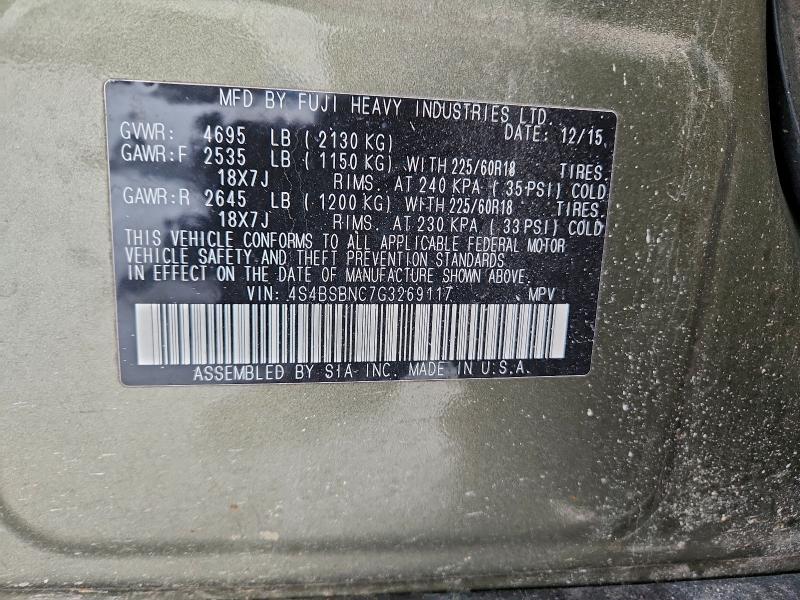 MFD BY FUJI HEAVY INDUSTRIES LTD.
GVWR: 4695 LB (2130 KG) DATE: 12/15
GAWR:F 2535 LB (1150 KG) WITH 225/60R18 TIRES.
18X7J RIMS. AT 240 KPA (35 PSI) COLD
GAWR:R 2645 LB (1200 KG) WITH 225/60R18 TIRES.
18X7J RIMS. AT 230 KPA (33 PSI) COLD
THIS VEHICLE CONFORMS TO ALL APPLICABLE FEDERAL MOTOR
VEHICLE SAFETY AND THEFT PREVENTION STANDARDS
IN EFFECT ON THE DATE OF MANUFACTURE SHOWN ABOVE.
VIN: 4S4BSBNC7G3269117 MPV
ASSEMBLED BY SIA INC. MADE IN U.S.A.